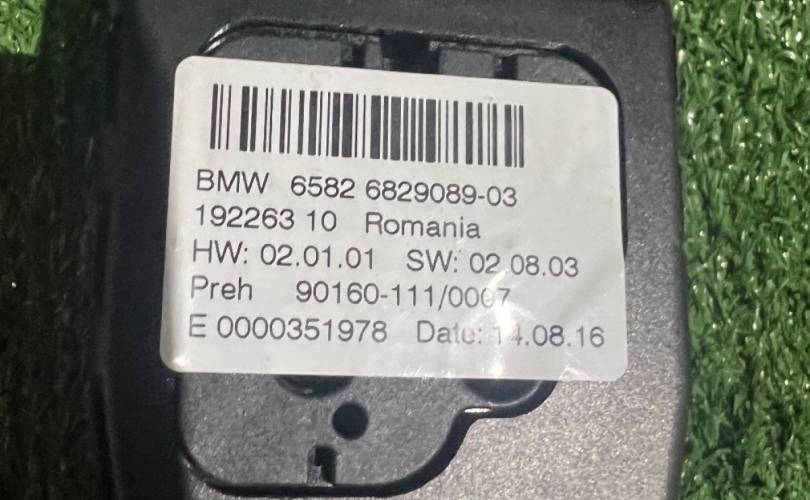 BMW 6582 6829089-03
192263 10 Romania
HW: 02.01.01 SW: 02.08.03
Preh 90160-111/0007
E 0000351978 Date: 14.08.16